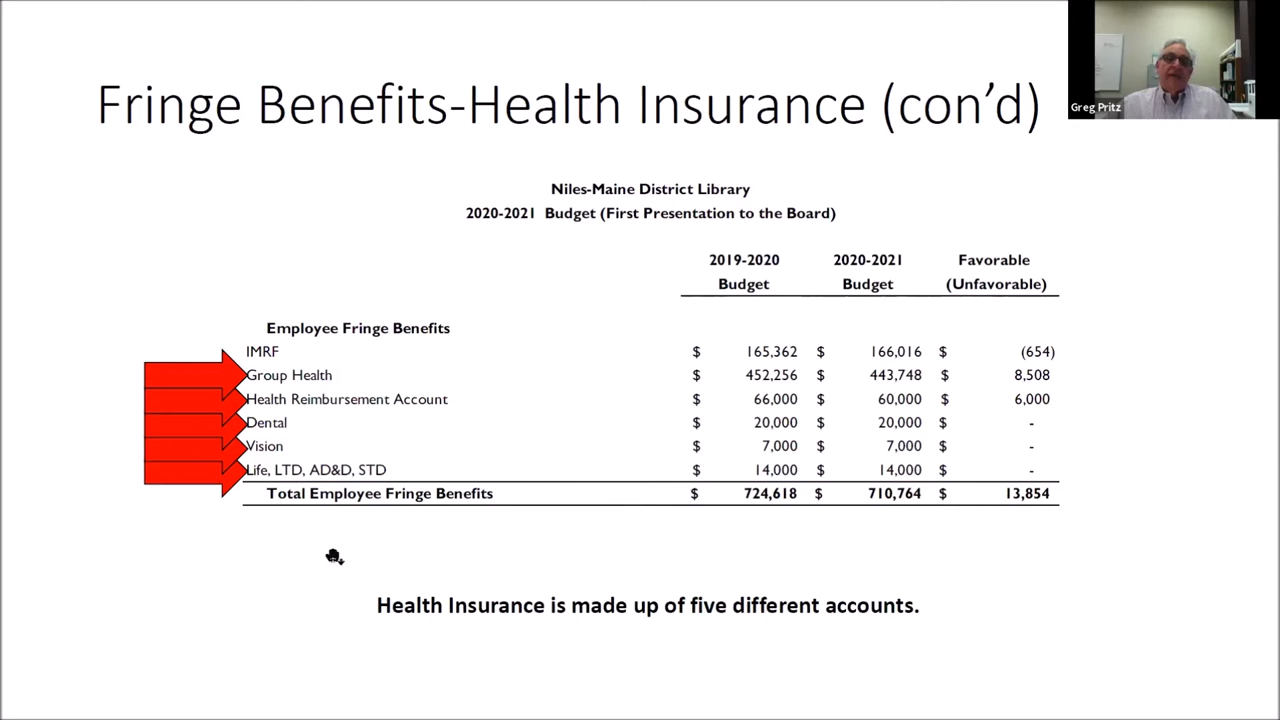 Fringe Benefits-Health Insurance (con’d)
Greg Pritz
Niles-Maine District Library
2020-2021 Budget (First Presentation to the Board)
2019-2020 2020-2021 Favorable
Budget Budget (Unfavorable)
Employee Fringe Benefits
IMRF $ 165,362 $ 166,016 $ (654)
Group Health $ 452,256 $ 443,748 $ 8,508
Health Reimbursement Account $ 66,000 $ 60,000 $ 6,000
Dental $ 20,000 $ 20,000 $ -
Vision $ 7,000 $ 7,000 $ -
Life, LTD, AD&D, STD $ 14,000 $ 14,000 $ -
Total Employee Fringe Benefits $ 724,618 $ 710,764 $ 13,854
Health Insurance is made up of five different accounts.